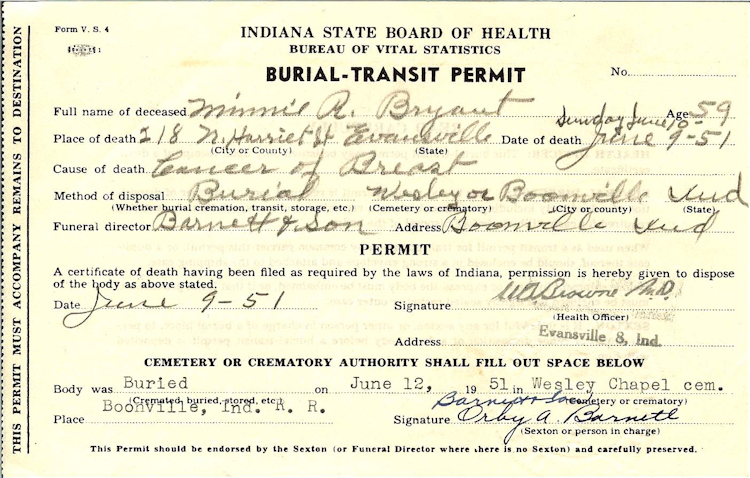 Form V. S. 4
INDIANA STATE BOARD OF HEALTH
BUREAU OF VITAL STATISTICS
BURIAL-TRANSIT PERMIT
No.
Full name of deceased Minnie A. Bryant Age 59
Sunday June 10
Place of death 218 N. Harriet St Evansville Date of death June 9-51
(City or County) (State)
Cause of death Cancer of Breast
Method of disposal Burial Wesley Boonville Ind
(Whether burial cremation, transit, storage, etc.) (Cemetery or crematory) (City or county) (State)
Funeral director Barnett & Son Address Boonville Ind
PERMIT
A certificate of death having been filed as required by the laws of Indiana, permission is hereby given to dispose
of the body as above stated.
Date June 9-51 Signature Browne M.D.
(Health Officer)
Address Evansville 8, Ind.
CEMETERY OR CREMATORY AUTHORITY SHALL FILL OUT SPACE BELOW
Body was Buried on June 12, 1951 in Wesley Chapel cem.
(Cremated, buried, stored, etc.) (Cemetery or crematory)
Place Boonville, Ind. R. R. Barnett & Son
Signature Orby A. Barnett
(Sexton or person in charge)
This Permit should be endorsed by the Sexton (or Funeral Director where there is no Sexton) and carefully preserved.
THIS PERMIT MUST ACCOMPANY REMAINS TO DESTINATION